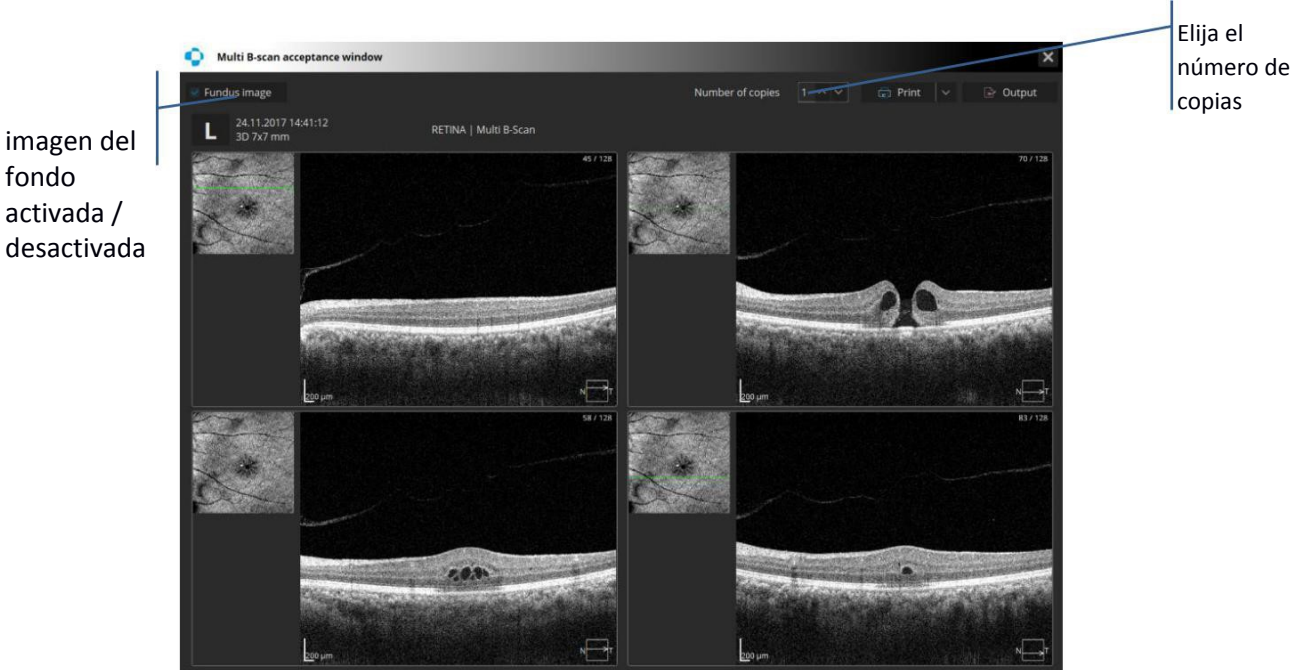 Elija el
número de
copias
Multi B-scan acceptance window
Fundus image
Number of copies 1 Print Output
imagen del
fondo
activada /
desactivada
L 24.11.2017 14:41:12
3D 7x7 mm
RETINA | Multi B-Scan
45 / 128
200 µm
N T
70 / 128
200 µm
N T
58 / 128
200 µm
N T
83 / 128
200 µm
N T